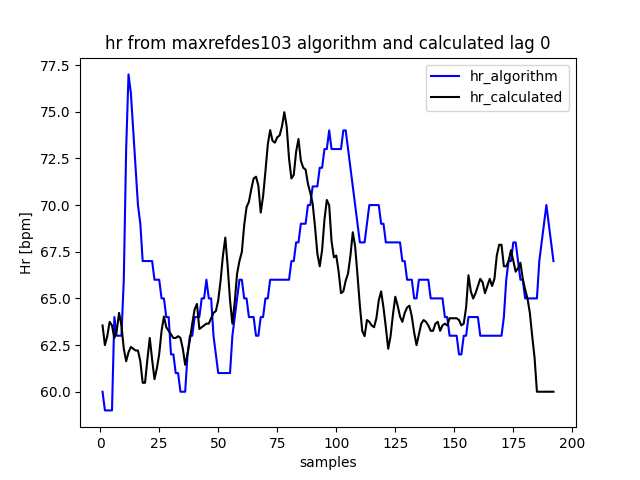 hr from maxrefdes103 algorithm and calculated lag 0
77.5
75.0
72.5
70.0
67.5
65.0
62.5
60.0
Hr [bpm]
hr_algorithm
hr_calculated
0 25 50 75 100 125 150 175 200
samples